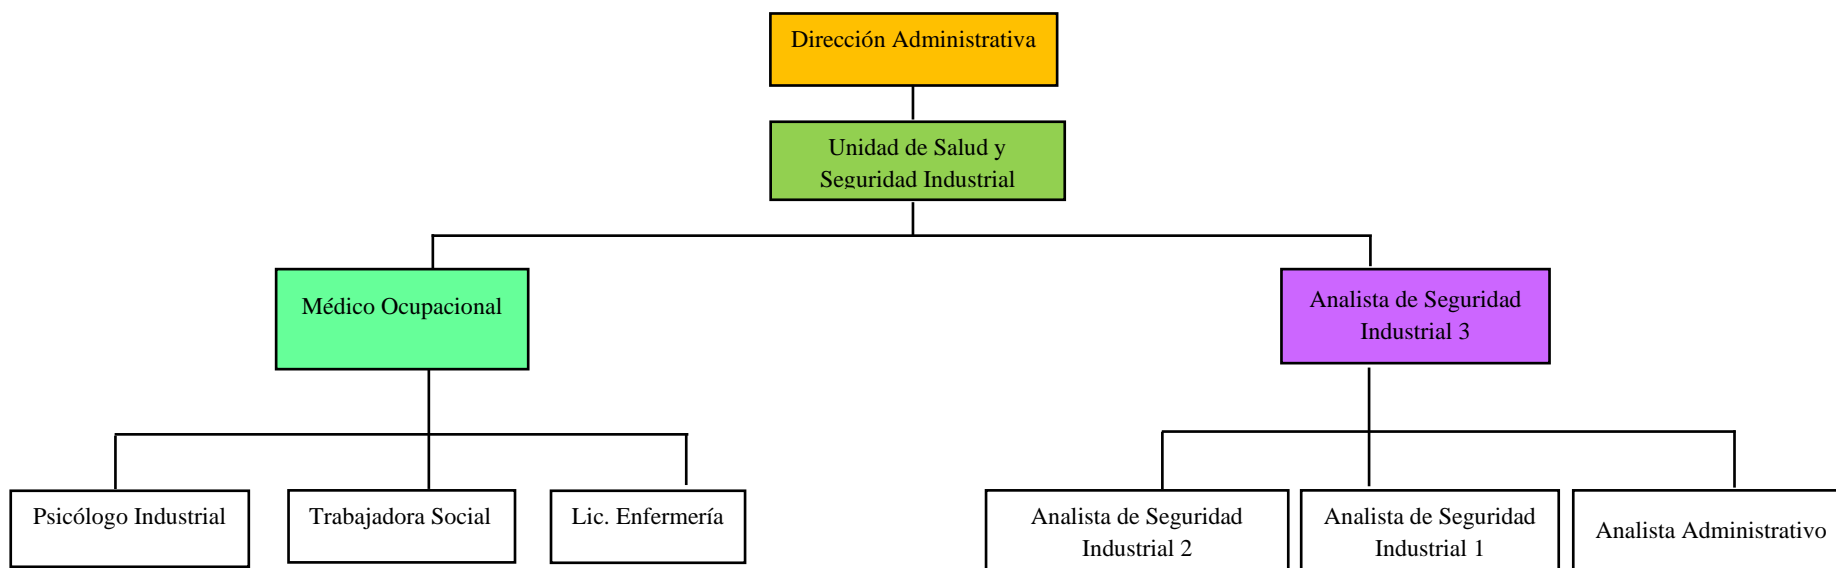 Dirección Administrativa
Unidad de Salud y
Seguridad Industrial
Médico Ocupacional
Analista de Seguridad
Industrial 3
Psicólogo Industrial
Trabajadora Social
Lic. Enfermería
Analista de Seguridad
Industrial 2
Analista de Seguridad
Industrial 1
Analista Administrativo